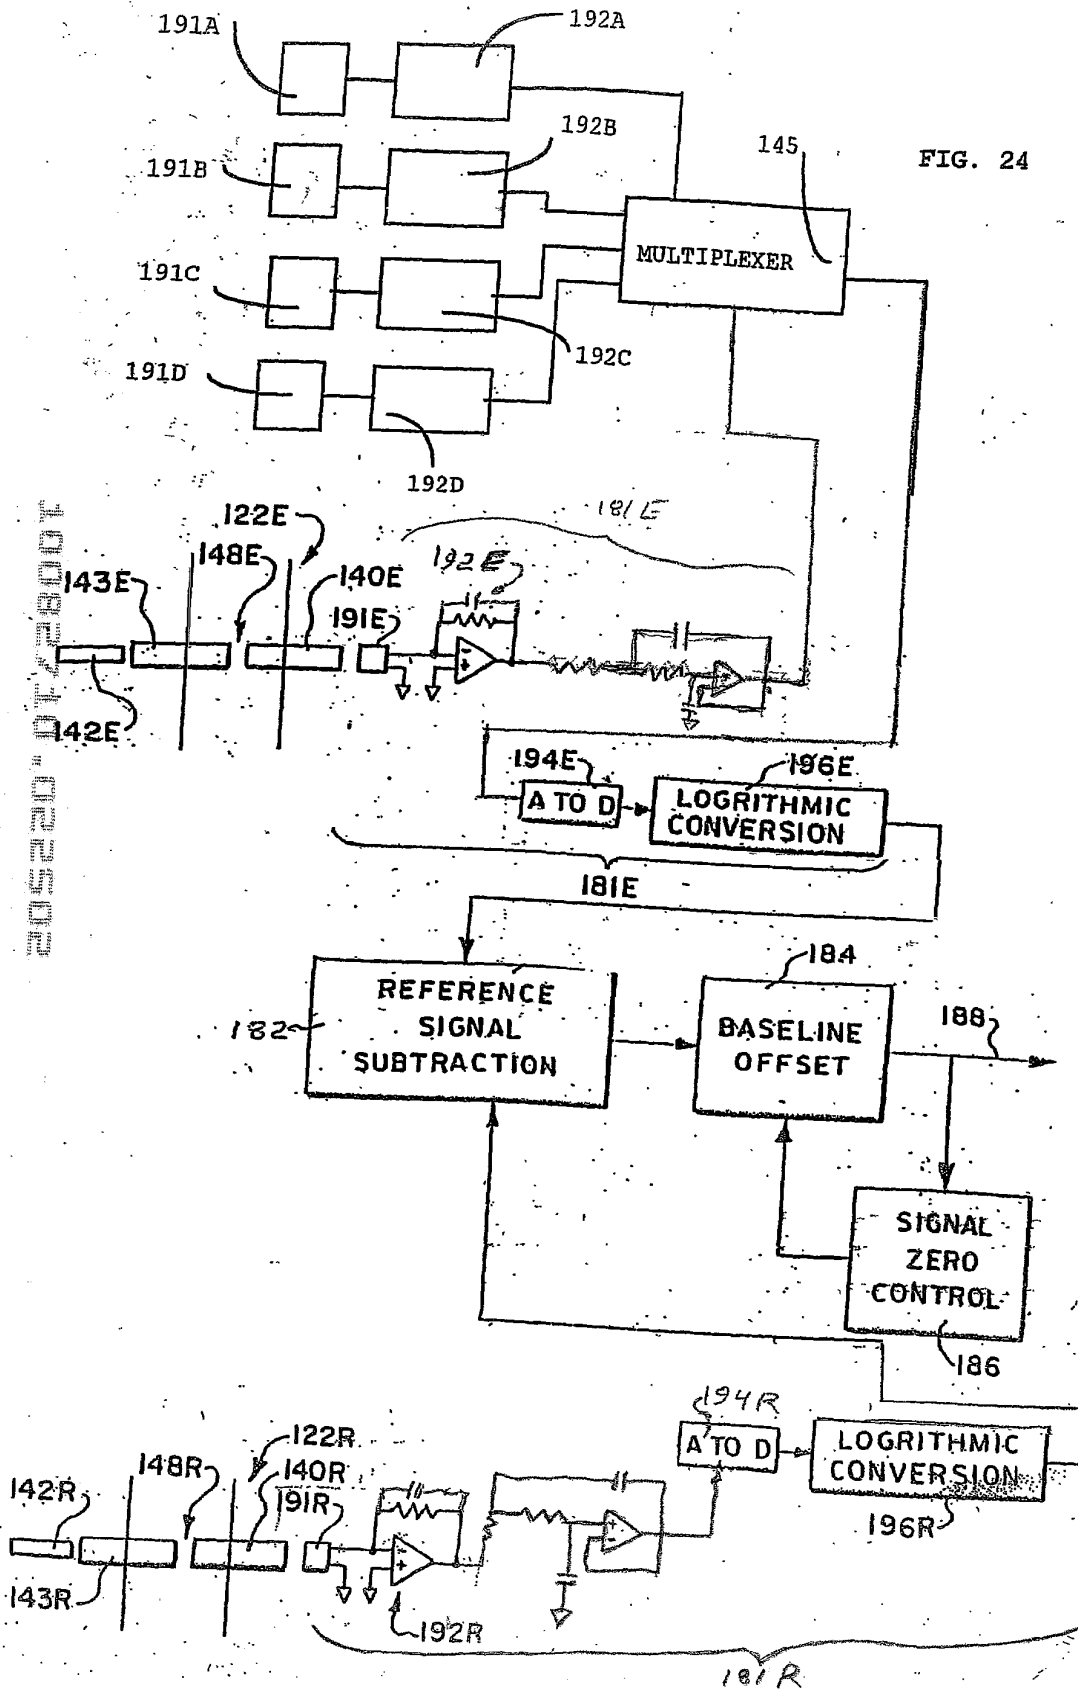 191A
192A
192B
145
FIG. 24
191B
MULTIPLEXER
191C
192C
191D
192D
181E
122E
148E
192E
143E
140E
191E
142E
10082710.022502
194E
196E
A TO D
LOGRITHMIC
CONVERSION
181E
184
REFERENCE
SIGNAL
SUBTRACTION
182
BASELINE
OFFSET
188
SIGNAL
ZERO
CONTROL
186
194R
122R
148R
140R
A TO D
LOGRITHMIC
CONVERSION
142R
191R
196R
143R
192R
181R